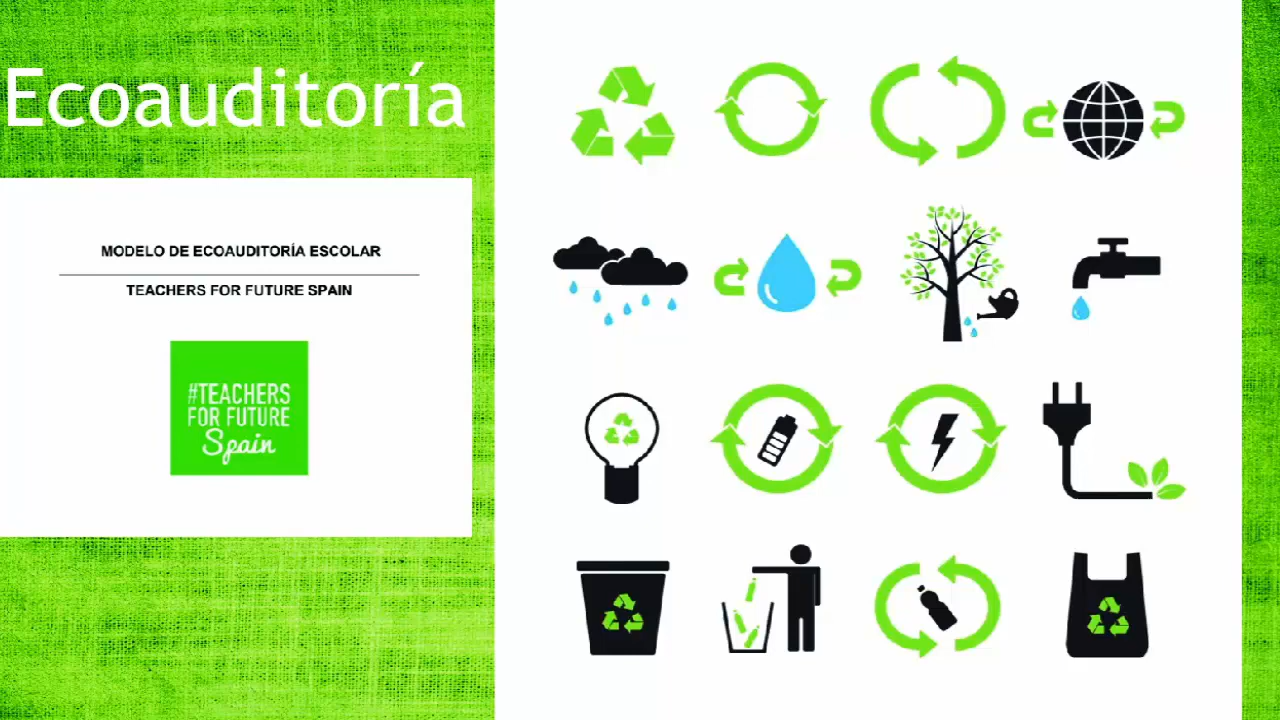 Ecoauditoría
MODELO DE ECOAUDITORÍA ESCOLAR
TEACHERS FOR FUTURE SPAIN
#TEACHERS
FOR FUTURE
Spain